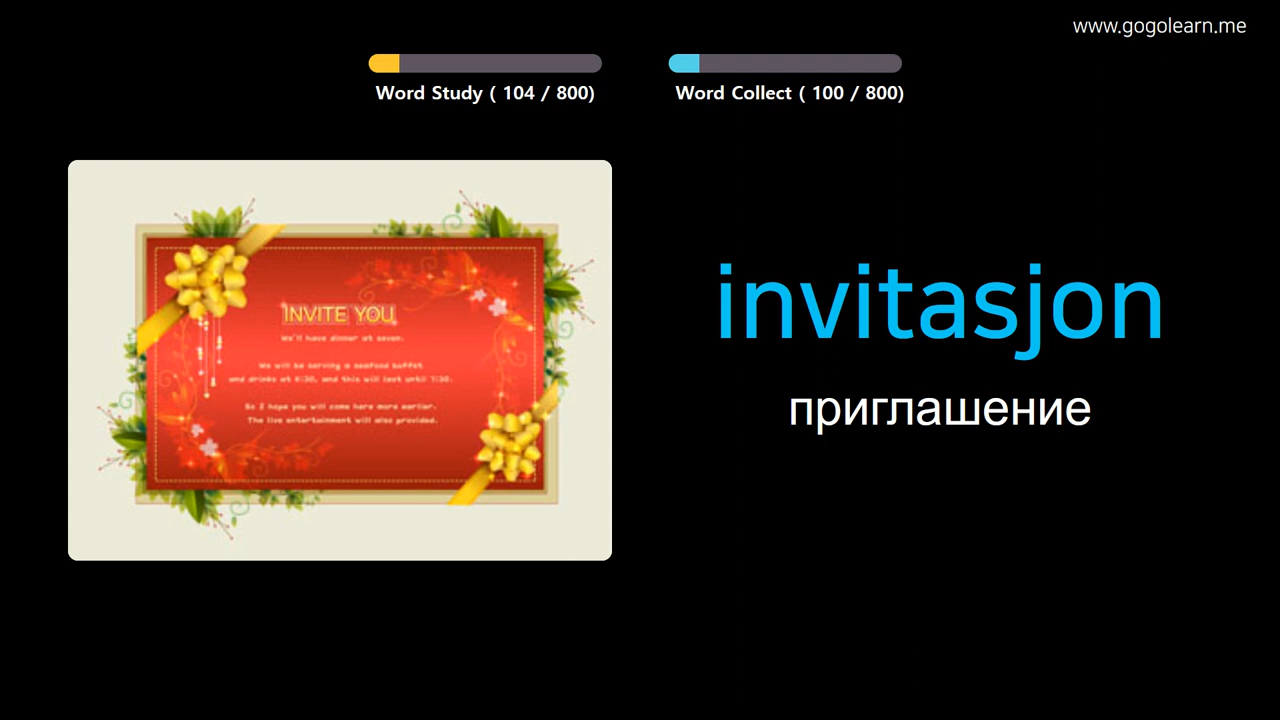 www.gogolearn.me
Word Study ( 104 / 800)
Word Collect ( 100 / 800)
INVITE YOU
We'll have dinner at seven.
We will be serving a seafood buffet
and drinks at 6:30, and this will last until 1:30.
So I hope you will come here more earlier.
The live entertainment will also provided.
invitasjon
приглашение